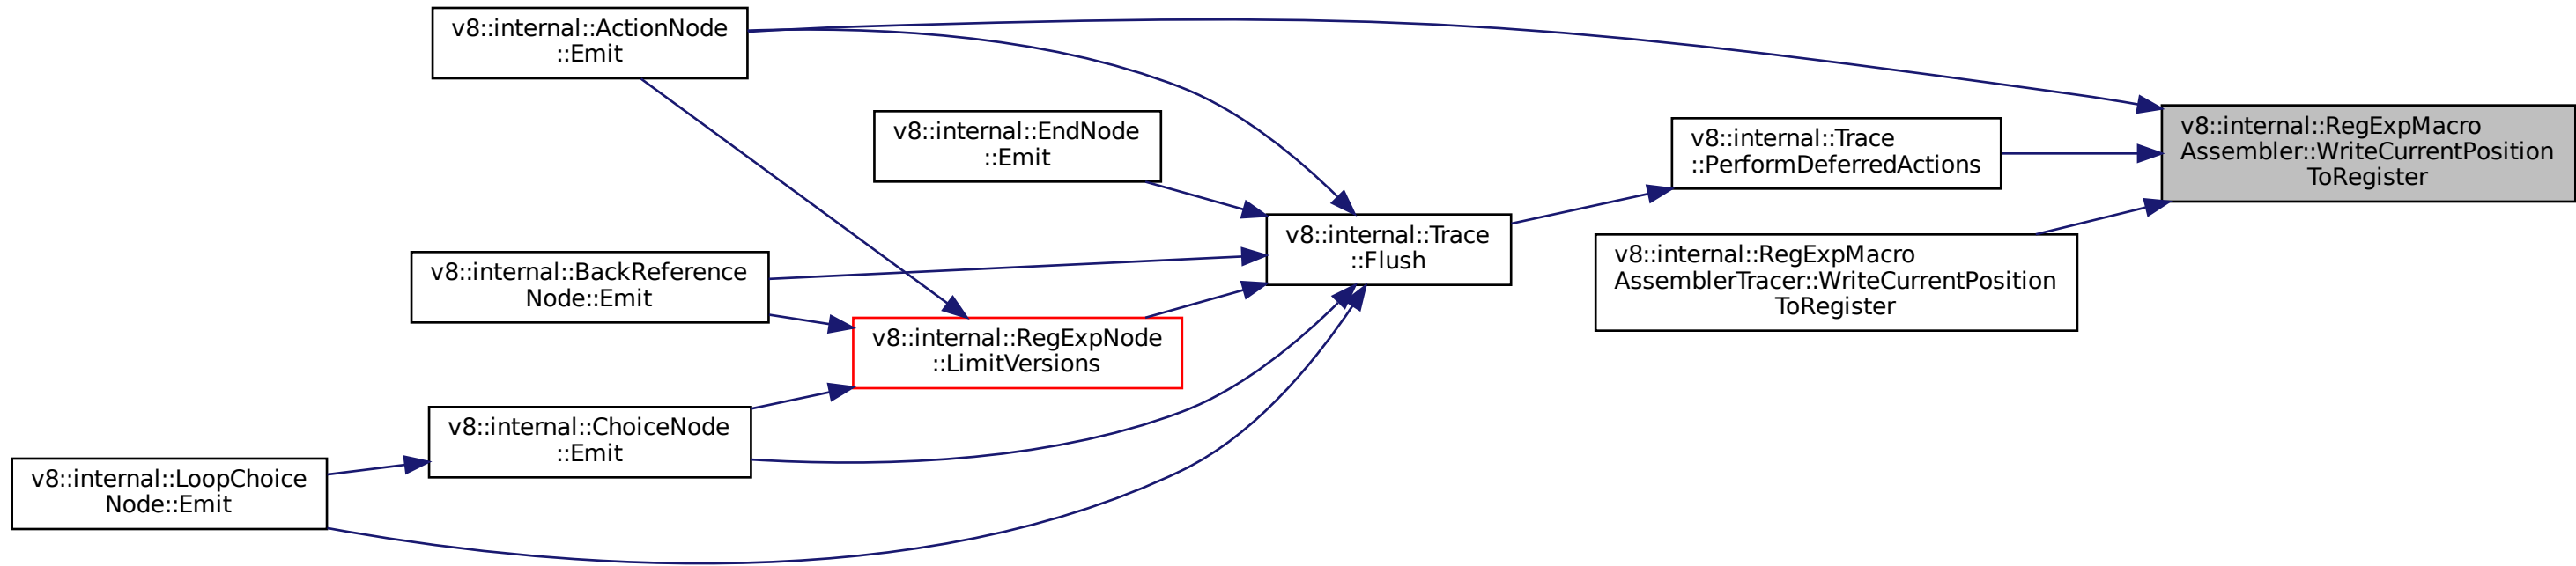 v8::internal::ActionNode
::Emit
v8::internal::EndNode
::Emit
v8::internal::RegExpMacro
Assembler::WriteCurrentPosition
ToRegister
v8::internal::Trace
::PerformDeferredActions
v8::internal::Trace
::Flush
v8::internal::RegExpMacro
AssemblerTracer::WriteCurrentPosition
ToRegister
v8::internal::BackReference
Node::Emit
v8::internal::RegExpNode
::LimitVersions
v8::internal::ChoiceNode
::Emit
v8::internal::LoopChoice
Node::Emit